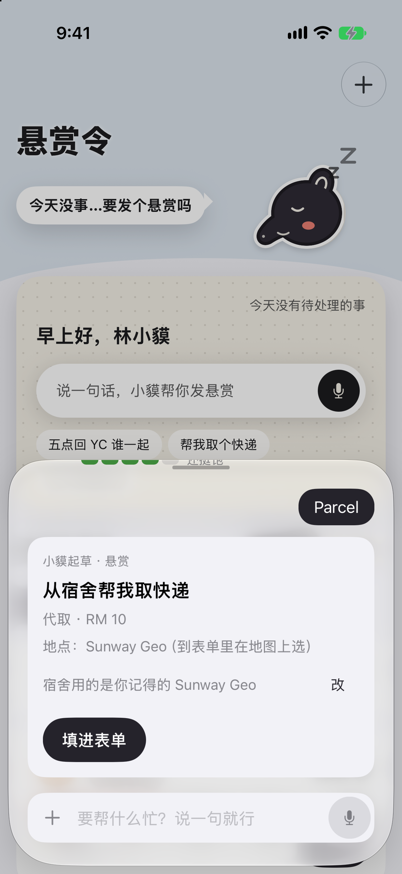 9:41
悬赏令
z
z
今天没事...要发个悬赏吗
今天没有待处理的事
早上好，林小貘
说一句话，小貘帮你发悬赏
五点回 YC 谁一起
帮我取个快递
Parcel
小貘起草 · 悬赏
从宿舍帮我取快递
代取 · RM 10
地点：Sunway Geo (到表单里在地图上选)
宿舍用的是你记得的 Sunway Geo
改
填进表单
要帮什么忙？说一句就行